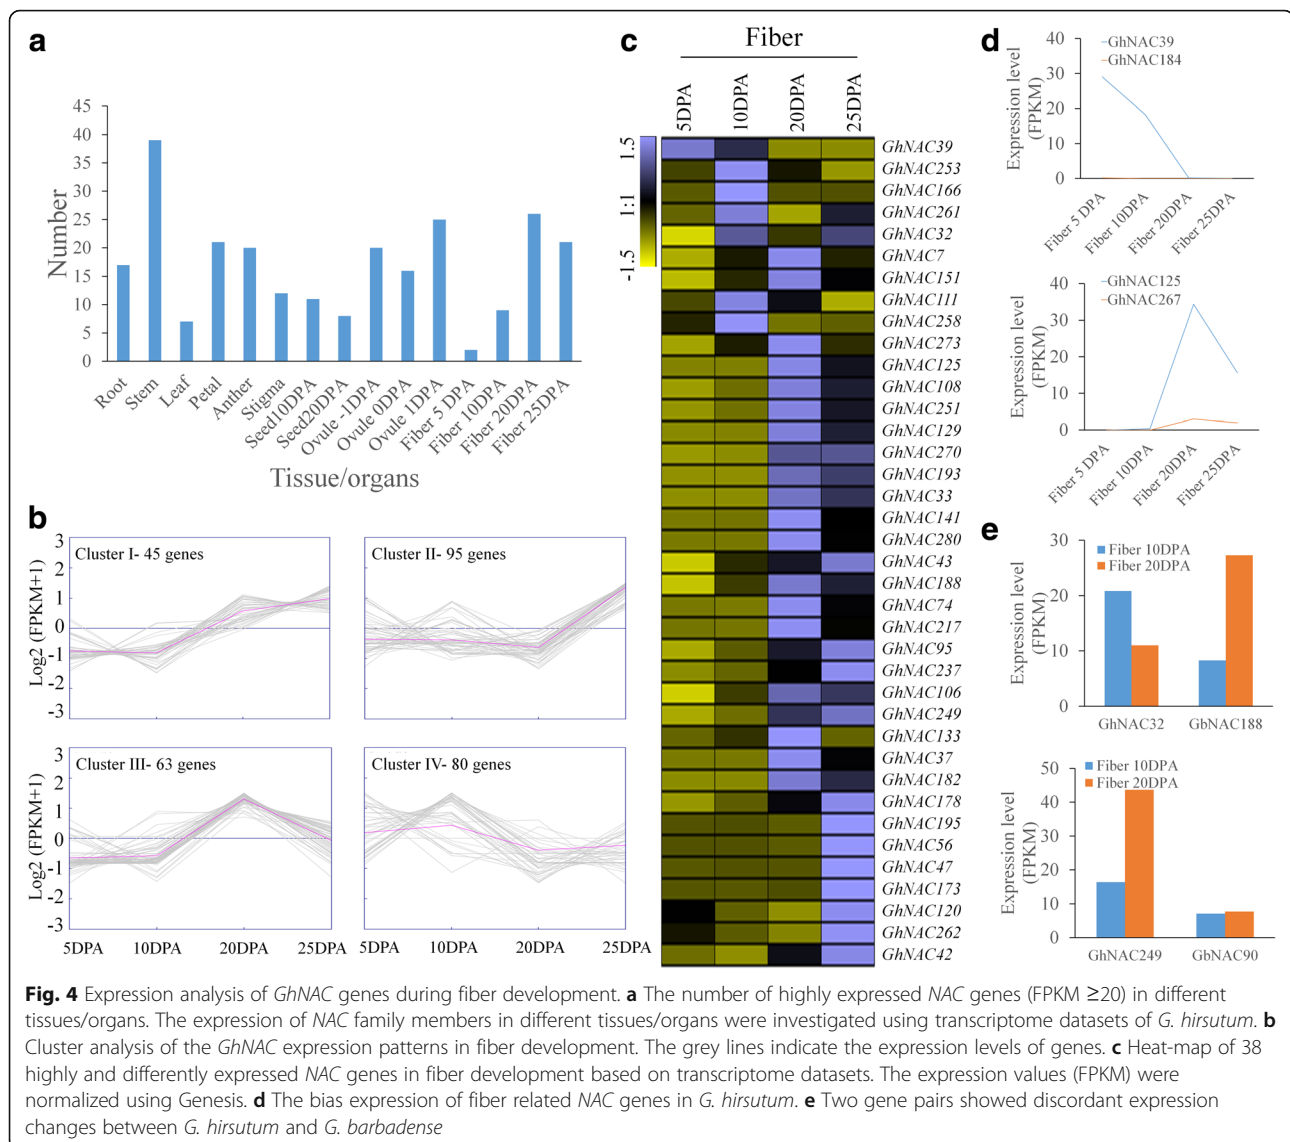 a
45
40
35
30
25
20
15
10
5
0
Number
Root
Stem
Leaf
Petal
Anther
Stigma
Seed10DPA
Seed20DPA
Ovule -1DPA
Ovule 0DPA
Ovule 1DPA
Fiber 5 DPA
Fiber 10DPA
Fiber 20DPA
Fiber 25DPA
Tissue/organs
b
Cluster I- 45 genes
Cluster II- 95 genes
3
2
1
0
-1
-2
-3
Log2 (FPKM+1)
Cluster III- 63 genes
Cluster IV- 80 genes
3
2
1
0
-1
-2
-3
Log2 (FPKM+1)
5DPA 10DPA 20DPA 25DPA 5DPA 10DPA 20DPA 25DPA
c
Fiber
5DPA
10DPA
20DPA
25DPA
1.5
1:1
-1.5
GhNAC39
GhNAC253
GhNAC166
GhNAC261
GhNAC32
GhNAC7
GhNAC151
GhNAC111
GhNAC258
GhNAC273
GhNAC125
GhNAC108
GhNAC251
GhNAC129
GhNAC270
GhNAC193
GhNAC33
GhNAC141
GhNAC280
GhNAC43
GhNAC188
GhNAC74
GhNAC217
GhNAC95
GhNAC237
GhNAC106
GhNAC249
GhNAC133
GhNAC37
GhNAC182
GhNAC178
GhNAC195
GhNAC56
GhNAC47
GhNAC173
GhNAC120
GhNAC262
GhNAC42
d
GhNAC39
GhNAC184
40
30
20
10
0
Expression level
(FPKM)
Fiber 5 DPA
Fiber 10DPA
Fiber 20DPA
Fiber 25DPA
GhNAC125
GhNAC267
40
30
20
10
0
Expression level
(FPKM)
Fiber 5 DPA
Fiber 10DPA
Fiber 20DPA
Fiber 25DPA
e
Fiber 10DPA
Fiber 20DPA
30
20
10
0
Expression level
(FPKM)
GhNAC32 GbNAC188
Fiber 10DPA
Fiber 20DPA
50
40
30
20
10
0
Expression level
(FPKM)
GhNAC249 GbNAC90
Fig. 4 Expression analysis of GhNAC genes during fiber development. a The number of highly expressed NAC genes (FPKM ≥20) in different
tissues/organs. The expression of NAC family members in different tissues/organs were investigated using transcriptome datasets of G. hirsutum. b
Cluster analysis of the GhNAC expression patterns in fiber development. The grey lines indicate the expression levels of genes. c Heat-map of 38
highly and differently expressed NAC genes in fiber development based on transcriptome datasets. The expression values (FPKM) were
normalized using Genesis. d The bias expression of fiber related NAC genes in G. hirsutum. e Two gene pairs showed discordant expression
changes between G. hirsutum and G. barbadense